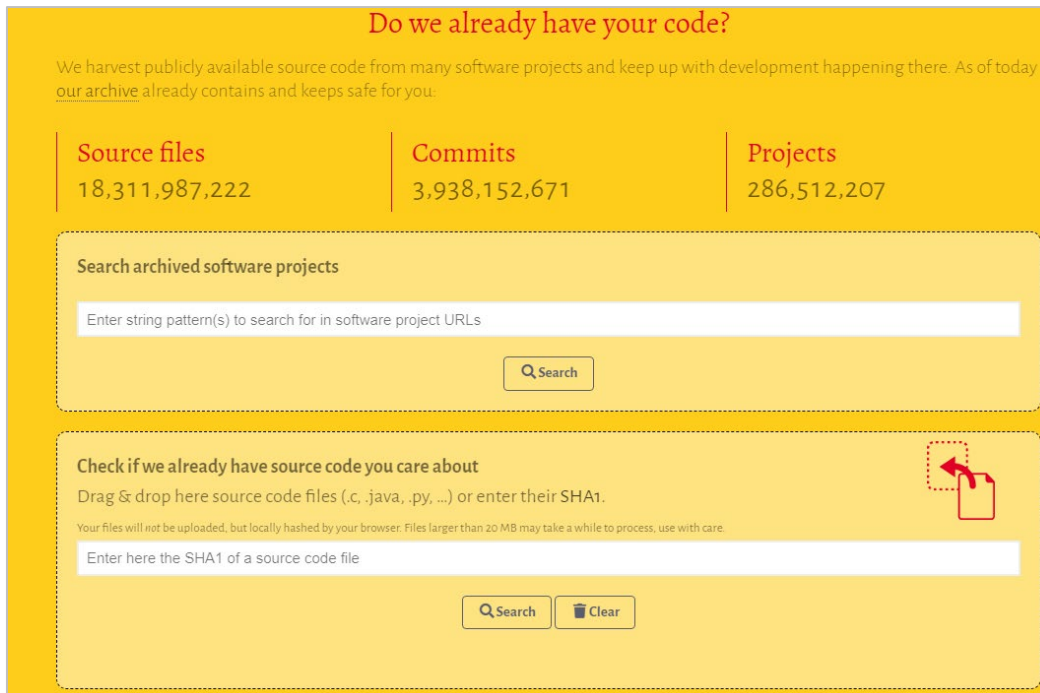 Do we already have your code?
We harvest publicly available source code from many software projects and keep up with development happening there. As of today
our archive already contains and keeps safe for you:
Source files
18,311,987,222
Commits
3,938,152,671
Projects
286,512,207
Search archived software projects
Enter string pattern(s) to search for in software project URLs
Search
Check if we already have source code you care about
Drag & drop here source code files (.c, .java, .py, ...) or enter their SHA1.
Your files will not be uploaded, but locally hashed by your browser. Files larger than 20 MB may take a while to process, use with care.
Enter here the SHA1 of a source code file
Search Clear